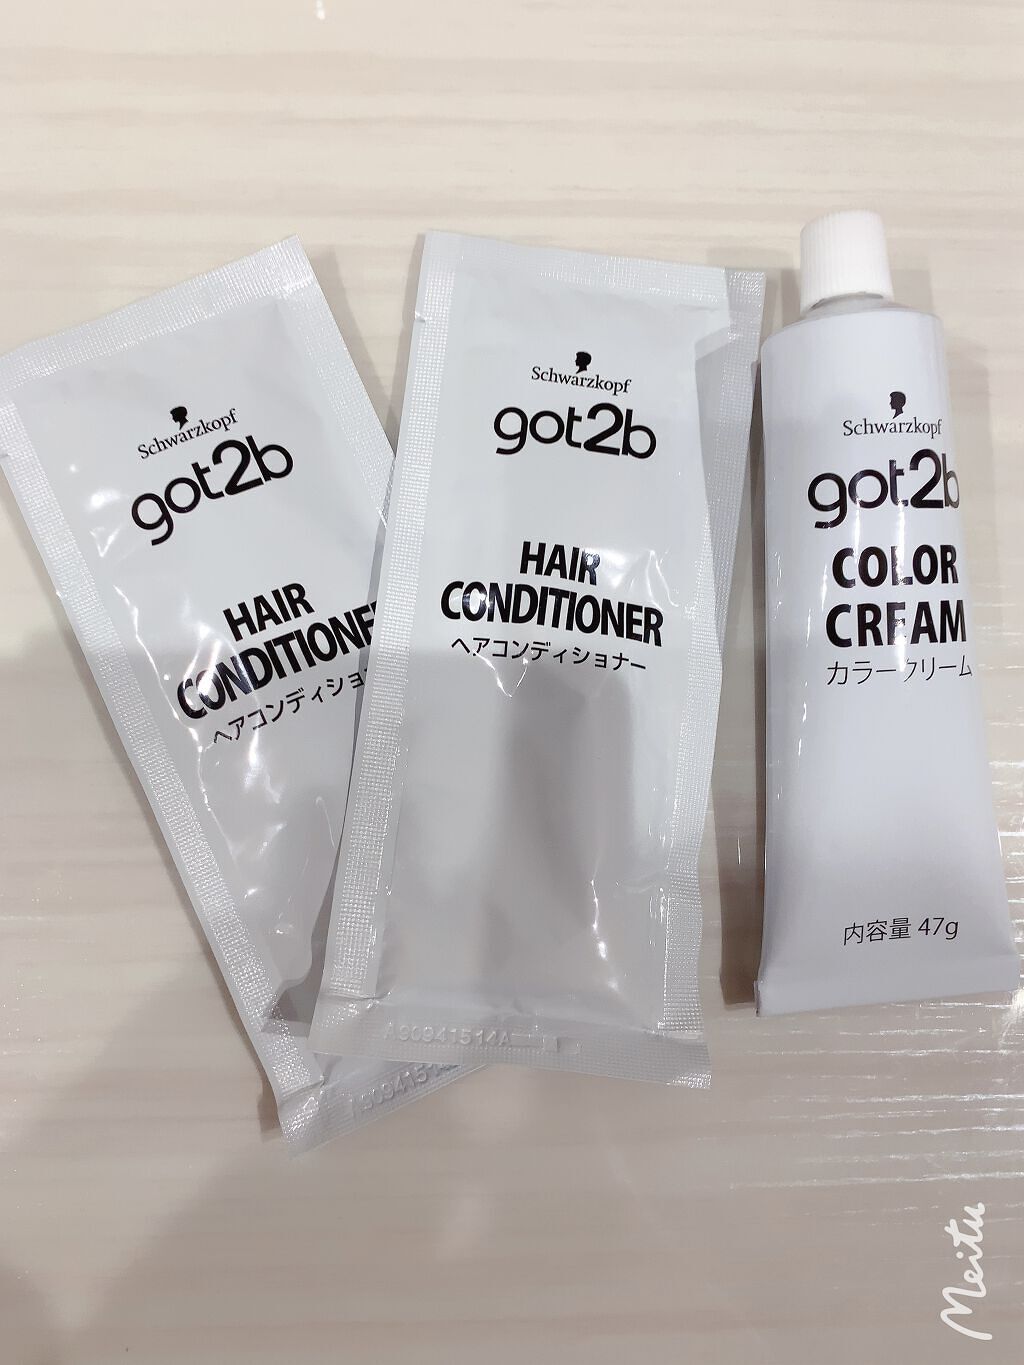 Schwarzkopf
got2b
HAIR
CONDITIONE
ヘアコンディショ
Schwarzkopf
got2b
HAIR
CONDITIONER
ヘアコンディショナー
A90941514A
Schwarzkopf
got2b
COLOR
CREAM
カラークリーム
内容量 47g
Meitu